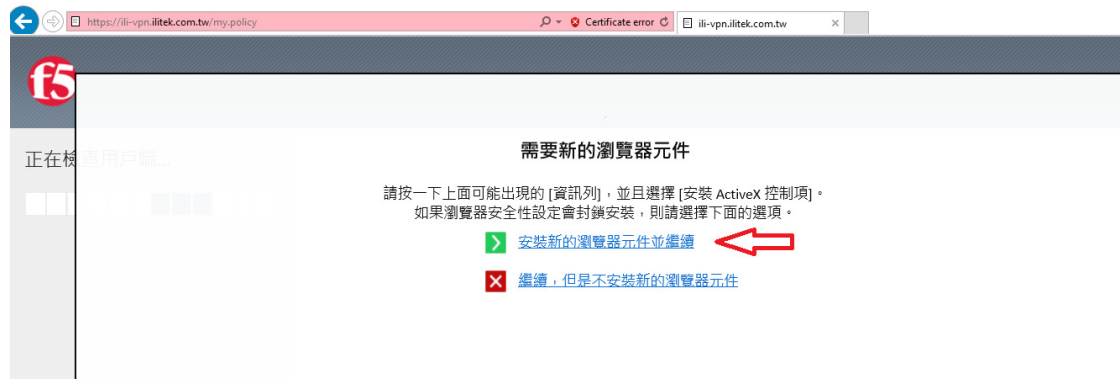 https://ili-vpn.ilitek.com.tw/my.policy
Certificate error
ili-vpn.ilitek.com.tw
f5
正在檢查用戶端...
需要新的瀏覽器元件
請按一下上面可能出現的 [資訊列]，並且選擇 [安裝 ActiveX 控制項]。
如果瀏覽器安全性設定會封鎖安裝，則請選擇下面的選項。
安裝新的瀏覽器元件並繼續
繼續，但是不安裝新的瀏覽器元件